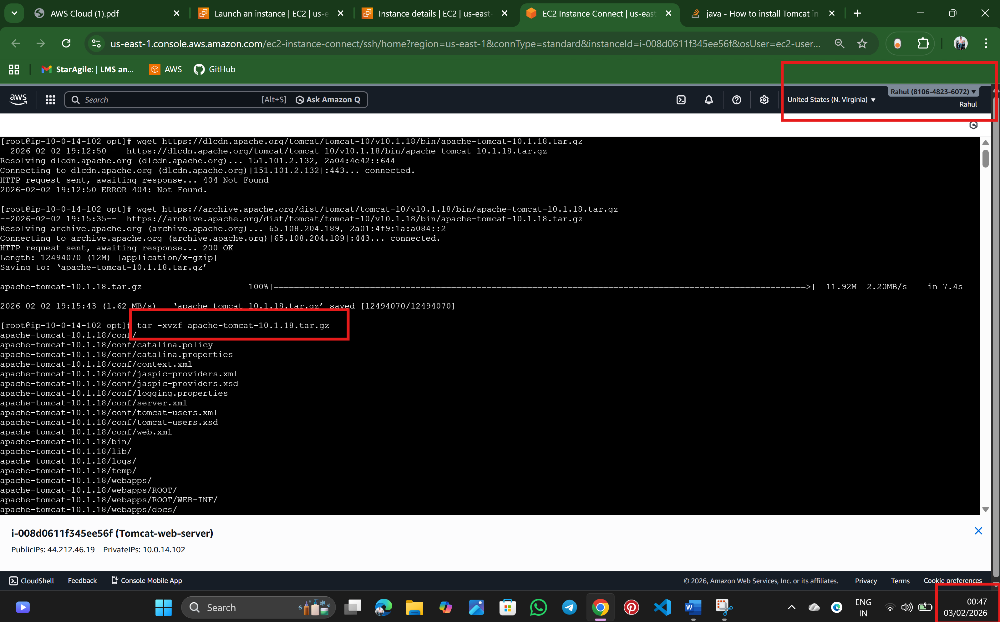 AWS Cloud (1).pdf
Launch an instance | EC2 | us-e
Instance details | EC2 | us-east-
EC2 Instance Connect | us-east
java - How to install Tomcat in
us-east-1.console.aws.amazon.com/ec2-instance-connect/ssh/home?region=us-east-1&connType=standard&instanceId=i-008d0611f345ee56f&osUser=ec2-user...
StarAgile: | LMS an...
AWS
GitHub
aws
Search
[Alt+S]
Ask Amazon Q
United States (N. Virginia)
Rahul (8106-4823-6072)
Rahul
[root@ip-10-0-14-102 opt]# wget https://dlcdn.apache.org/tomcat/tomcat-10/v10.1.18/bin/apache-tomcat-10.1.18.tar.gz
--2026-02-02 19:12:50--  https://dlcdn.apache.org/tomcat/tomcat-10/v10.1.18/bin/apache-tomcat-10.1.18.tar.gz
Resolving dlcdn.apache.org (dlcdn.apache.org)... 151.101.2.132, 2a04:4e42::644
Connecting to dlcdn.apache.org (dlcdn.apache.org)|151.101.2.132|:443... connected.
HTTP request sent, awaiting response... 404 Not Found
2026-02-02 19:12:50 ERROR 404: Not Found.
[root@ip-10-0-14-102 opt]# wget https://archive.apache.org/dist/tomcat/tomcat-10/v10.1.18/bin/apache-tomcat-10.1.18.tar.gz
--2026-02-02 19:15:35--  https://archive.apache.org/dist/tomcat/tomcat-10/v10.1.18/bin/apache-tomcat-10.1.18.tar.gz
Resolving archive.apache.org (archive.apache.org)... 65.108.204.189, 2a01:4f9:1a:a084::2
Connecting to archive.apache.org (archive.apache.org)|65.108.204.189|:443... connected.
HTTP request sent, awaiting response... 200 OK
Length: 12494070 (12M) [application/x-gzip]
Saving to: ‘apache-tomcat-10.1.18.tar.gz’
apache-tomcat-10.1.18.tar.gz 100%[=========================================================================================================>] 11.92M 2.20MB/s in 7.4s
2026-02-02 19:15:43 (1.62 MB/s) - ‘apache-tomcat-10.1.18.tar.gz’ saved [12494070/12494070]
[root@ip-10-0-14-102 opt]# tar -xvzf apache-tomcat-10.1.18.tar.gz
apache-tomcat-10.1.18/conf/
apache-tomcat-10.1.18/conf/catalina.policy
apache-tomcat-10.1.18/conf/catalina.properties
apache-tomcat-10.1.18/conf/context.xml
apache-tomcat-10.1.18/conf/jaspic-providers.xml
apache-tomcat-10.1.18/conf/jaspic-providers.xsd
apache-tomcat-10.1.18/conf/logging.properties
apache-tomcat-10.1.18/conf/server.xml
apache-tomcat-10.1.18/conf/tomcat-users.xml
apache-tomcat-10.1.18/conf/tomcat-users.xsd
apache-tomcat-10.1.18/conf/web.xml
apache-tomcat-10.1.18/bin/
apache-tomcat-10.1.18/lib/
apache-tomcat-10.1.18/logs/
apache-tomcat-10.1.18/temp/
apache-tomcat-10.1.18/webapps/
apache-tomcat-10.1.18/webapps/ROOT/
apache-tomcat-10.1.18/webapps/ROOT/WEB-INF/
apache-tomcat-10.1.18/webapps/docs/
i-008d0611f345ee56f (Tomcat-web-server)
PublicIPs: 44.212.46.19 PrivateIPs: 10.0.14.102
CloudShell
Feedback
Console Mobile App
© 2026, Amazon Web Services, Inc. or its affiliates.
Privacy
Terms
Cookie preferences
Search
ENG
IN
00:47
03/02/2026